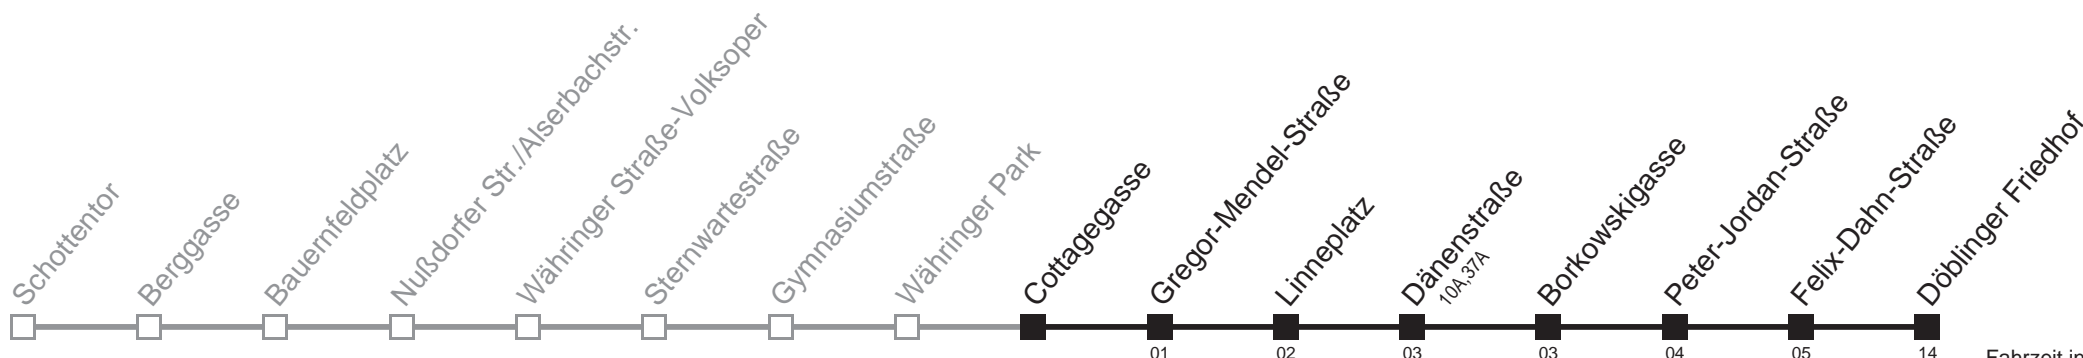 Schottentor
Berggasse
Bauernfeldplatz
Nußdorfer Str./Alserbachstr.
Währinger Straße-Volksoper
Sternwartestraße
Gymnasiumstraße
Währinger Park
Cottagegasse
Gregor-Mendel-Straße
Linneplatz
Dänenstraße
10A,37A
Borkowskigasse
Peter-Jordan-Straße
Felix-Dahn-Straße
Döblinger Friedhof
01 02 03 03 04 05 14 Fahrzeit in